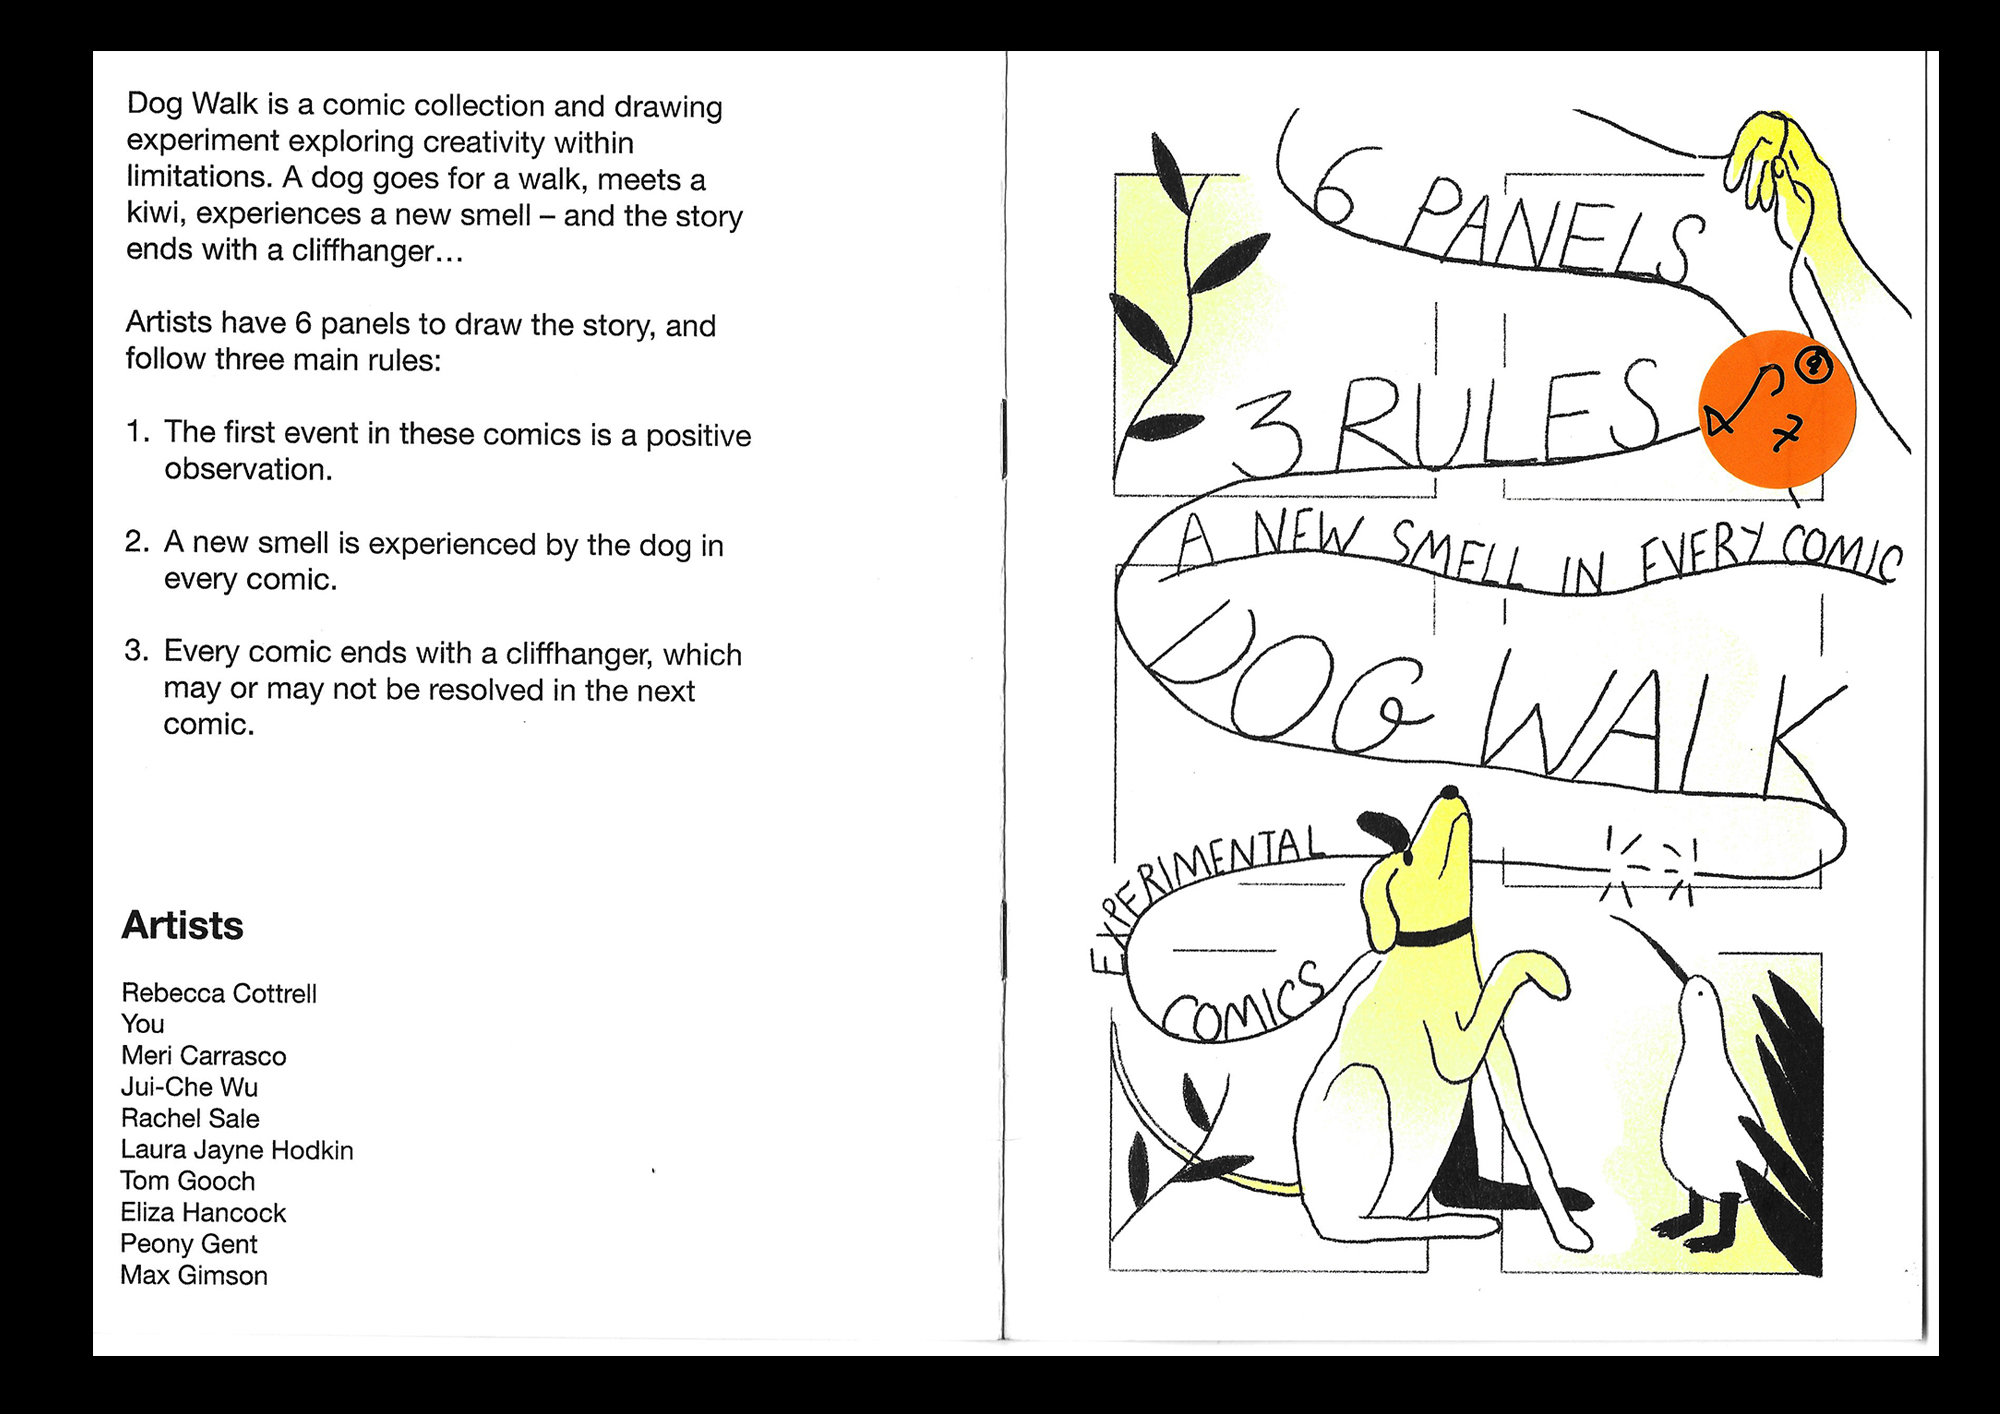 Dog Walk is a comic collection and drawing
experiment exploring creativity within
limitations. A dog goes for a walk, meets a
kiwi, experiences a new smell – and the story
ends with a cliffhanger...
Artists have 6 panels to draw the story, and
follow three main rules:
1. The first event in these comics is a positive
observation.
2. A new smell is experienced by the dog in
every comic.
3. Every comic ends with a cliffhanger, which
may or may not be resolved in the next
comic.
Artists
Rebecca Cottrell
You
Meri Carrasco
Jui-Che Wu
Rachel Sale
Laura Jayne Hodkin
Tom Gooch
Eliza Hancock
Peony Gent
Max Gimson
6 PANELS
3 RULES
A NEW SMELL IN EVERY COMIC
DOG WALK
EXPERIMENTAL
COMICS